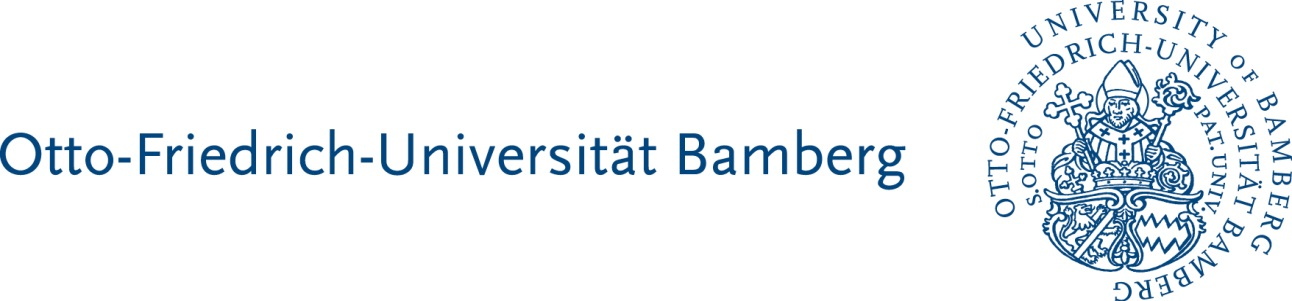 Otto-Friedrich-Universität Bamberg
UNIVERSITY OF BAMBERG
OTTO-FRIEDRICH-UNIVERSITÄT BAMBERG
S. OTTO
PAT. UNIV.